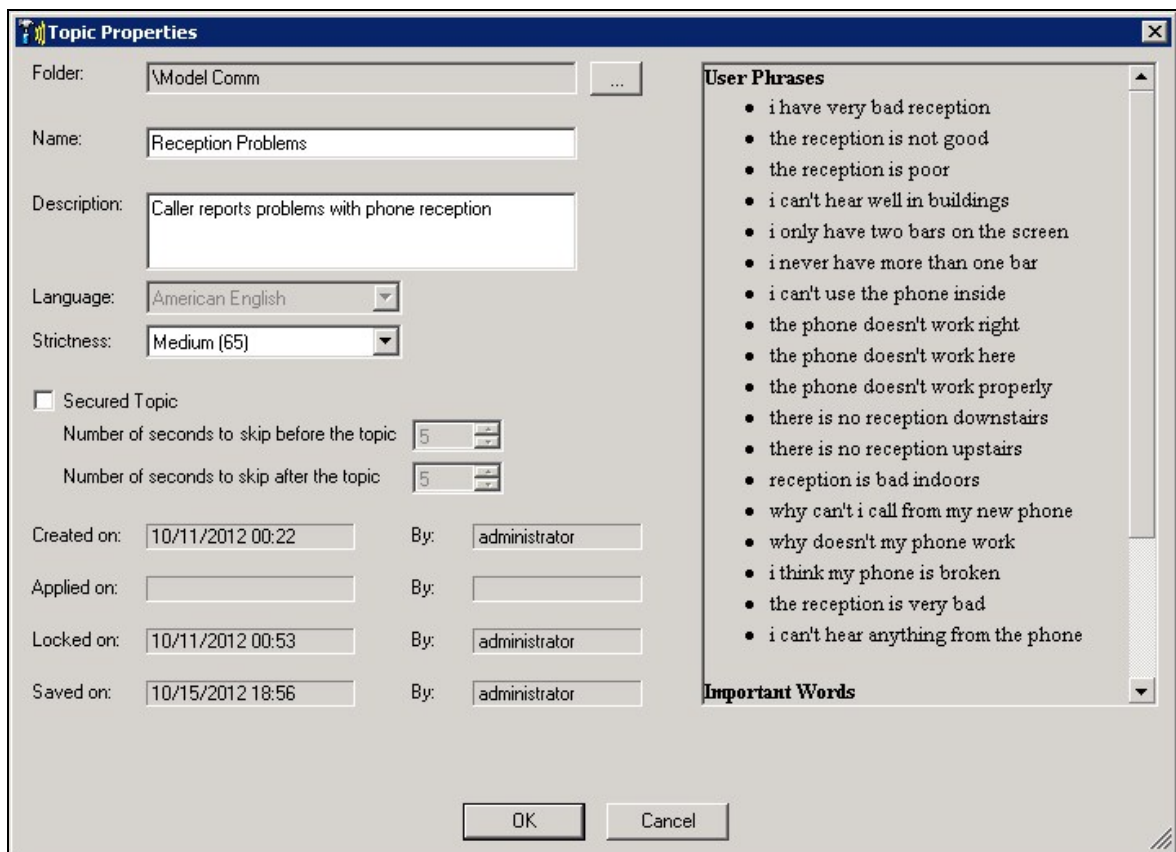 Topic Properties
Folder:
\Model Comm
...
Name:
Reception Problems
Description:
Caller reports problems with phone reception
Language:
American English
Strictness:
Medium (65)
Secured Topic
Number of seconds to skip before the topic
5
Number of seconds to skip after the topic
5
Created on:
10/11/2012 00:22
By:
administrator
Applied on:
By:
Locked on:
10/11/2012 00:53
By:
administrator
Saved on:
10/15/2012 18:56
By:
administrator
User Phrases
i have very bad reception
the reception is not good
the reception is poor
i can't hear well in buildings
i only have two bars on the screen
i never have more than one bar
i can't use the phone inside
the phone doesn't work right
the phone doesn't work here
the phone doesn't work properly
there is no reception downstairs
there is no reception upstairs
reception is bad indoors
why can't i call from my new phone
why doesn't my phone work
i think my phone is broken
the reception is very bad
i can't hear anything from the phone
Important Words
OK
Cancel